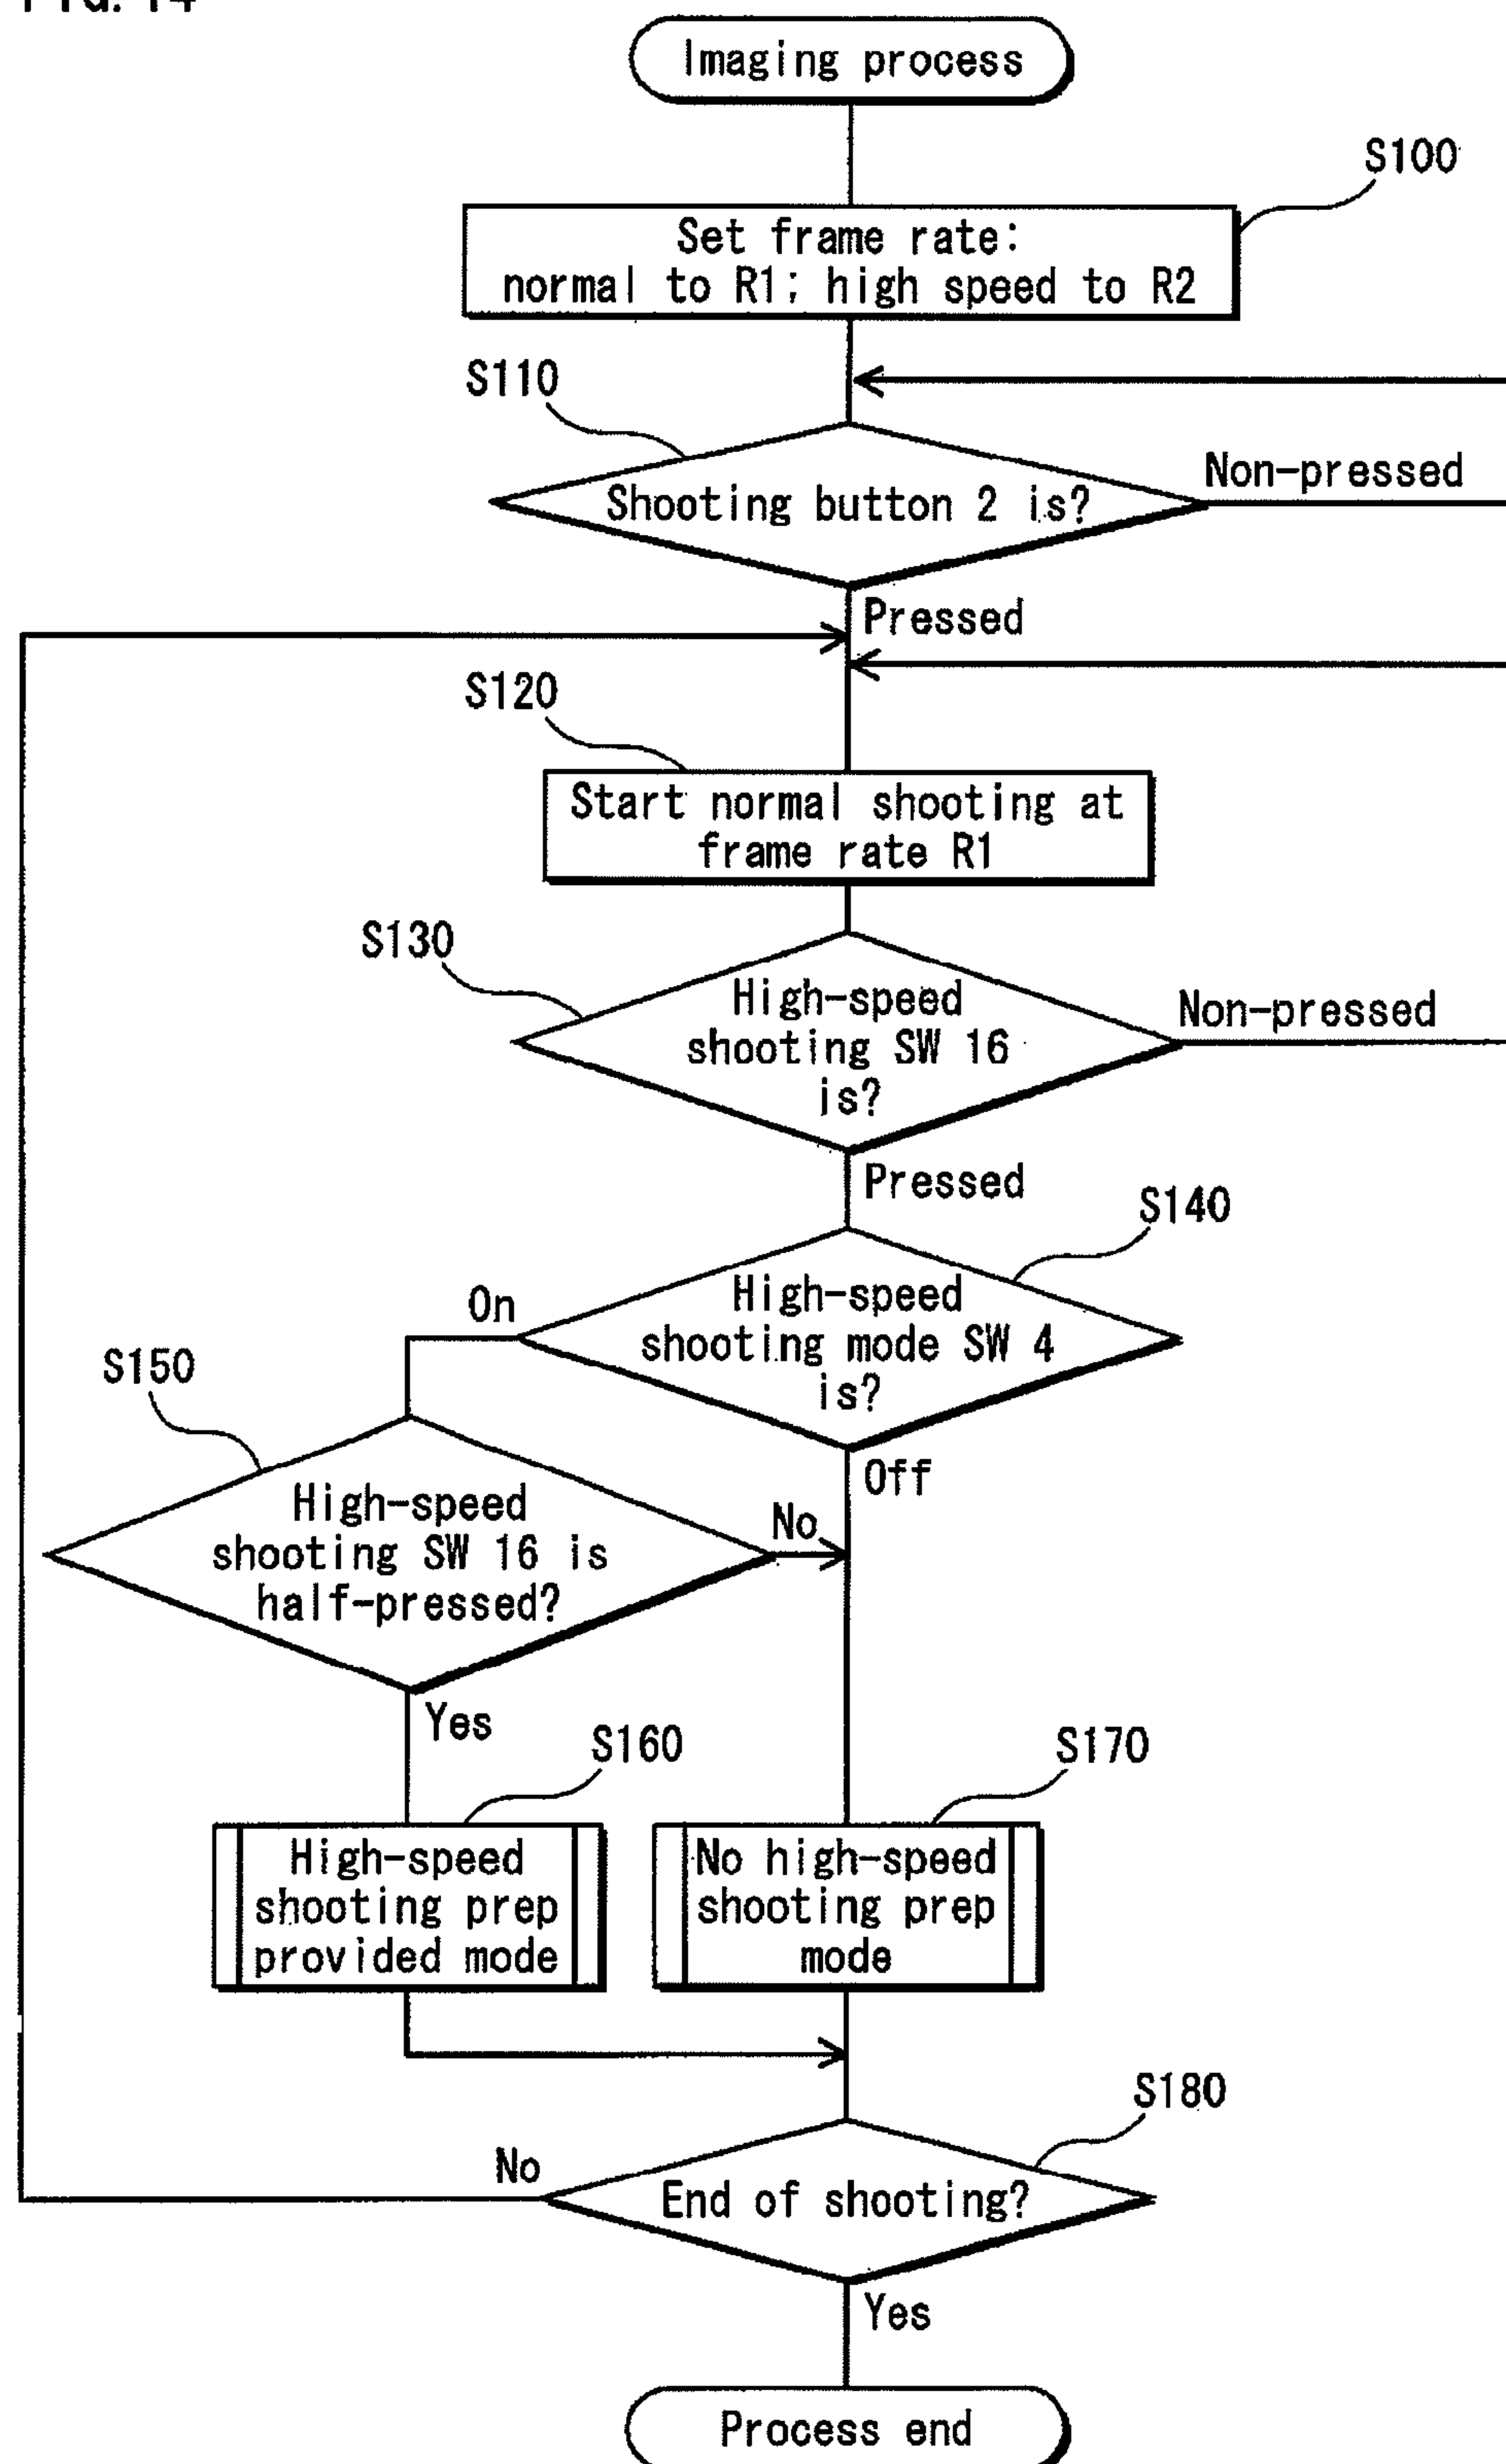 FIG. 14
Imaging process
S100
Set frame rate:
normal to R1; high speed to R2
S110
Non-pressed
Shooting button 2 is?
Pressed
S120
Start normal shooting at
frame rate R1
S130
High-speed
shooting SW 16
is?
Non-pressed
Pressed
S140
On
High-speed
shooting mode SW 4
is?
Off
S150
High-speed
shooting SW 16 is
half-pressed?
No
Yes
S160
S170
High-speed
shooting prep
provided mode
No high-speed
shooting prep
mode
S180
No
End of shooting?
Yes
Process end